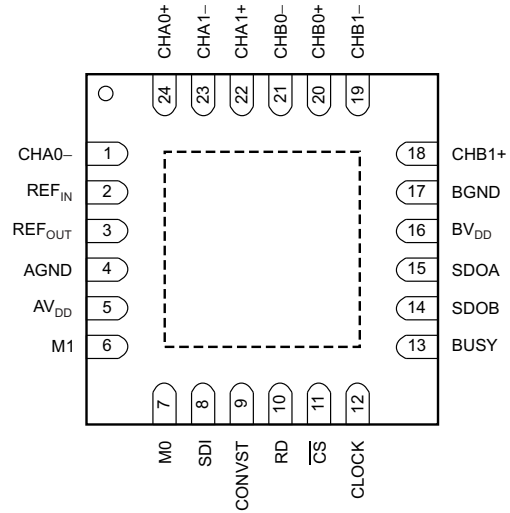 CHA0+
CHA1–
CHA1+
CHB0–
CHB0+
CHB1–
24
23
22
21
20
19
CHA0– 1
REF_IN 2
REF_OUT 3
AGND 4
AV_DD 5
M1 6
18 CHB1+
17 BGND
16 BV_DD
15 SDOA
14 SDOB
13 BUSY
7
8
9
10
11
12
M0
SDI
CONVST
RD
C̅S̅
CLOCK